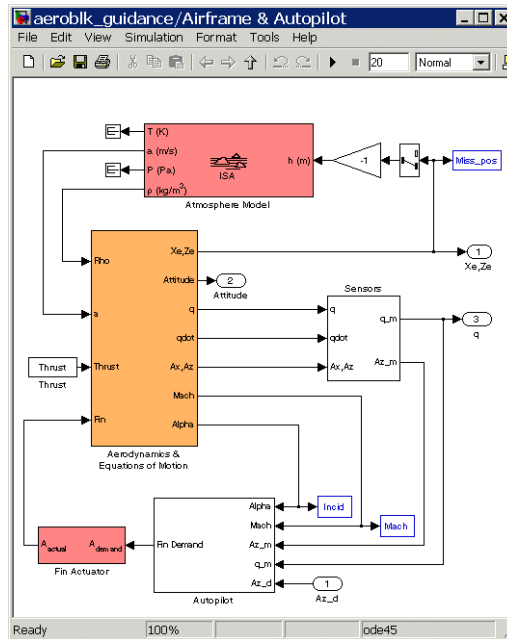 aeroblk_guidance/Airframe & Autopilot
File Edit View Simulation Format Tools Help
20 Normal
T (K)
a (m/s)
P (Pa)
ρ (kg/m³)
ISA
h (m)
-1
Miss_pos
Atmosphere Model
Rho
a
Thrust
Fin
Xe,Ze
Attitude
q
qdot
Ax,Az
Mach
Alpha
Aerodynamics &
Equations of Motion
Thrust
Thrust
1
Xe,Ze
2
Attitude
Sensors
q
qdot
Ax,Az
q_m
Az_m
3
q
Incid
Mach
Alpha
Mach
Az_m
q_m
Az_d
Fin Demand
Autopilot
1
Az_d
A actual
A demand
Fin Actuator
Ready 100% ode45